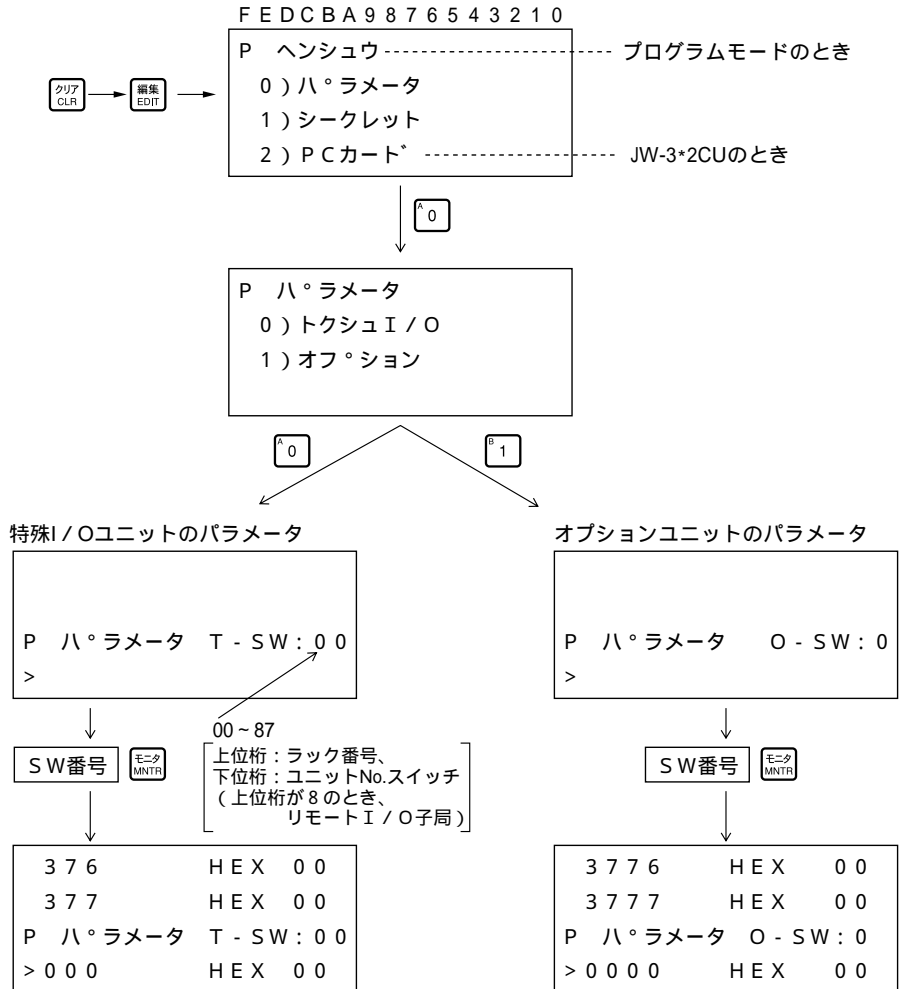 F E D C B A 9 8 7 6 5 4 3 2 1 0
P ヘンシュウ プログラムモードのとき
クリア CLR 編集 EDIT
0 ) ハ゜ラメータ
1 ) シークレット
2 ) P C カート゛ JW-3*2CUのとき
A 0
P ハ゜ラメータ
0 ) トクシュ I / O
1 ) オフ゜ション
A 0 B 1
特殊I / Oユニットのパラメータ
P ハ゜ラメータ T - S W : 0 0
>
00 ~ 87
上位桁：ラック番号、
下位桁：ユニットNo.スイッチ
( 上位桁が 8 のとき、
リモート I / O 子局 )
S W番号 モニタ MNTR
3 7 6 H E X 0 0
3 7 7 H E X 0 0
P ハ゜ラメータ T - S W : 0 0
> 0 0 0 H E X 0 0
オプションユニットのパラメータ
P ハ゜ラメータ O - S W : 0
>
S W番号 モニタ MNTR
3 7 7 6 H E X 0 0
3 7 7 7 H E X 0 0
P ハ゜ラメータ O - S W : 0
> 0 0 0 0 H E X 0 0